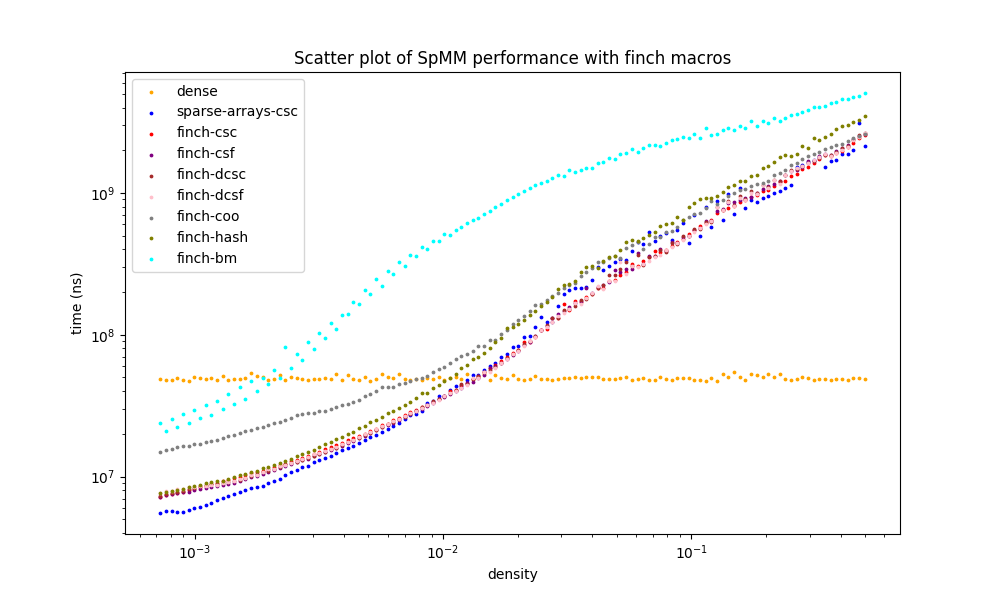 Scatter plot of SpMM performance with finch macros
dense
sparse-arrays-csc
finch-csc
finch-csf
finch-dcsc
finch-dcsf
finch-coo
finch-hash
finch-bm
time (ns)
10⁹
10⁸
10⁷
10⁻³ 10⁻² 10⁻¹
density